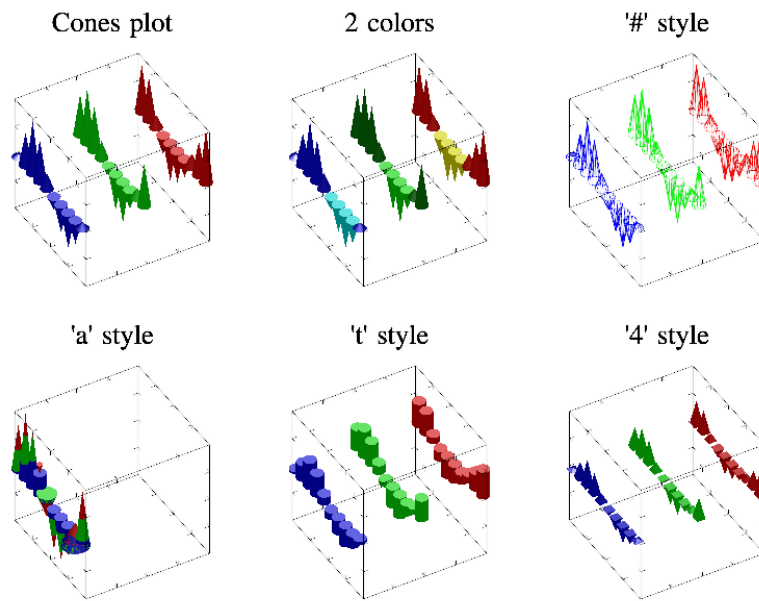 Cones plot
2 colors
'#' style
'a' style
't' style
'4' style